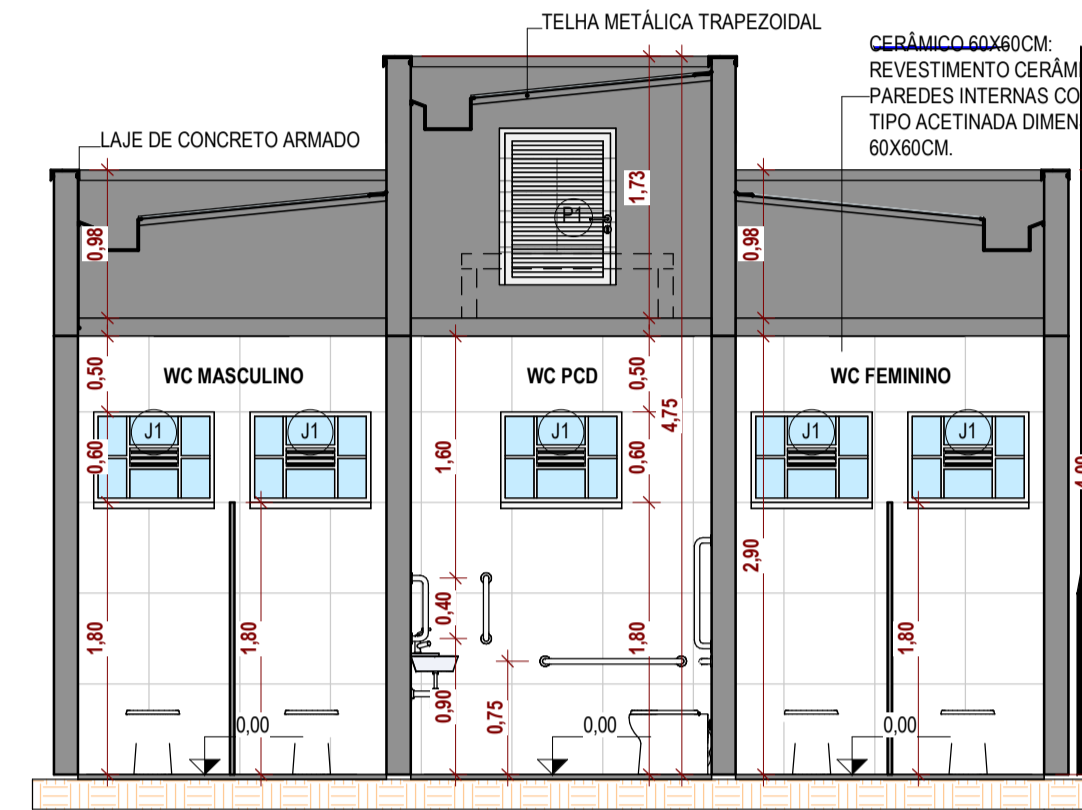 TELHA METÁLICA TRAPEZOIDAL
CERÂMICO 60X60CM:
REVESTIMENTO CERÂMI
PAREDES INTERNAS CO
TIPO ACETINADA DIMEN
60X60CM.
LAJE DE CONCRETO ARMADO
1,73
P1
0,98
0,98
0,50
WC MASCULINO
WC PCD
0,50
WC FEMININO
4,75
J1
J1
J1
J1
J1
0,60
1,60
0,60
2,90
0,40
1,80
1,80
1,80
1,80
0,90
0,75
0,00
0,00
0,00